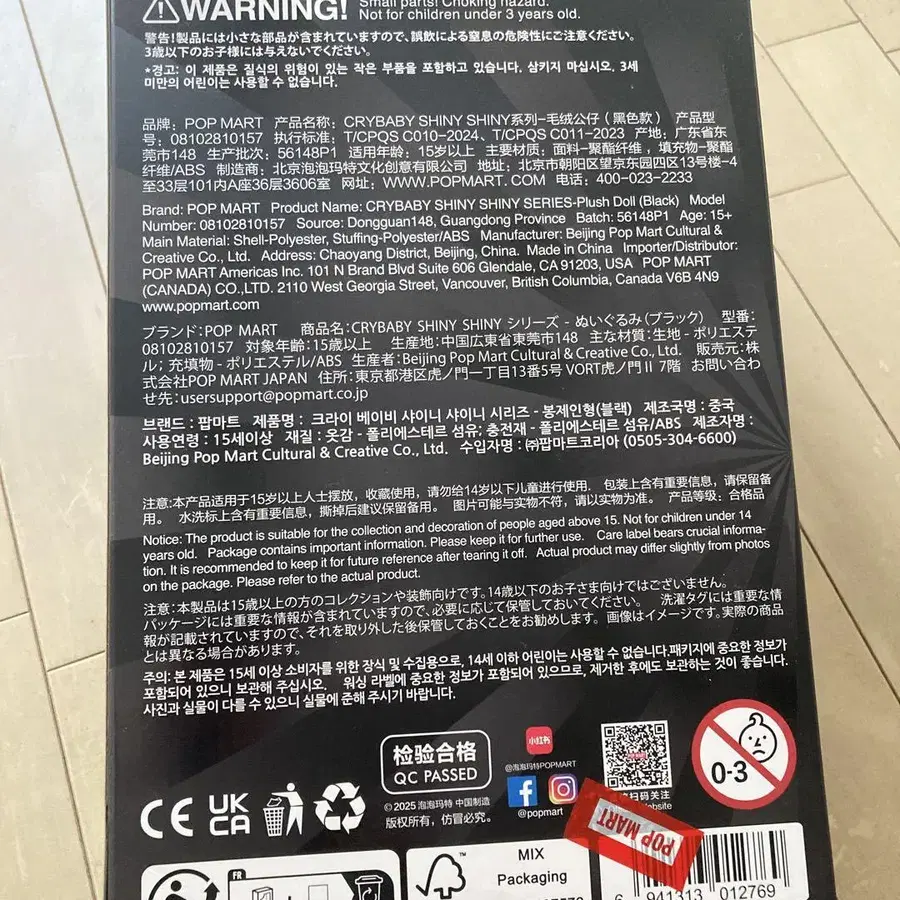 ⚠WARNING! Small parts! Choking hazard.
Not for children under 3 years old.
警告!製品には小さな部品が含まれていますので、誤飲による窒息の危険性にご注意ください。
3歳以下のお子様には与えないでください。
*경고: 이 제품은 질식의 위험이 있는 작은 부품을 포함하고 있습니다. 삼키지 마십시오. 3세
미만의 어린이는 사용할 수 없습니다.
品牌: POP MART 产品名称: CRYBABY SHINY SHINY系列-毛绒公仔(黑色款) 产品型
号: 08102810157 执行标准: T/CPQS C010-2024、T/CPQS C011-2023 产地: 广东省东
莞市148 生产批次: 56148P1 适用年龄: 15岁以上 主要材质: 面料-聚酯纤维,填充物-聚酯
纤维/ABS 制造商: 北京泡泡玛特文化创意有限公司 地址: 北京市朝阳区望京东园四区13号楼-4
至33层101内A座36层3606室 网址: WWW.POPMART.COM 电话: 400-023-2233
Brand: POP MART Product Name: CRYBABY SHINY SHINY SERIES-Plush Doll (Black) Model
Number: 08102810157 Source: Dongguan148, Guangdong Province Batch: 56148P1 Age: 15+
Main Material: Shell-Polyester, Stuffing-Polyester/ABS Manufacturer: Beijing Pop Mart Cultural &
Creative Co., Ltd. Address: Chaoyang District, Beijing, China. Made in China Importer/Distributor:
POP MART Americas Inc. 101 N Brand Blvd Suite 606 Glendale, CA 91203, USA POP MART
(CANADA) CO.,LTD. 2110 West Georgia Street, Vancouver, British Columbia, Canada V6B 4N9
www.popmart.com
ブランド:POP MART 商品名: CRYBABY SHINY SHINY シリーズ - ぬいぐるみ(ブラック) 型番:
08102810157 対象年齢: 15歳以上 生産地: 中国広東省東莞市148 主な材質: 生地 - ポリエステ
ル; 充填物 - ポリエステル/ABS 生産者: Beijing Pop Mart Cultural & Creative Co., Ltd. 販売元: 株
式会社POP MART JAPAN 住所: 東京都港区虎ノ門一丁目13番5号 VORT虎ノ門Ⅱ 7階 お問い合わ
せ先: usersupport@popmart.co.jp
브랜드 : 팝마트 제품명 : 크라이 베이비 샤이니 샤이니 시리즈 - 봉제인형(블랙) 제조국명 : 중국
사용연령 : 15세이상 재질 : 옷감 - 폴리에스테르 섬유; 충전재 - 폴리에스테르 섬유/ABS 제조자명 :
Beijing Pop Mart Cultural & Creative Co., Ltd. 수입자명 : ㈜팝마트코리아 (0505-304-6600)
注意:本产品适用于15岁以上人士摆放,收藏使用,请勿给14岁以下儿童进行使用. 包装上含有重要信息,请保留备
用。 水洗标上含有重要信息,撕掉后建议保留备用。 图片可能与实物不符,请以实物为准。 产品等级: 合格品
Notice: The product is suitable for the collection and decoration of people aged above 15. Not for children under 14
years old. Package contains important information. Please keep it for further use. Care label bears crucial informa-
tion. It is recommended to keep it for future reference after tearing it off. Actual product may differ slightly from photos
on the package. Please refer to the actual product.
注意: 本製品は15歳以上の方のコレクションや装飾向けです。14歳以下のお子さま向けではございません。
パッケージには重要な情報が含まれていますので、必要に応じて保管しておいてください。 洗濯タグには重要な情
報が記載されていますので、それを取り外した後保管しておくことをお勧めします。 画像はイメージです。実際の商品
とは異なる場合があります。
주의: 본 제품은 15세 이상 소비자를 위한 장식 및 수집용으로, 14세 이하 어린이는 사용할 수 없습니다.패키지에 중요한 정보가
포함되어 있으니 보관해 주십시오. 워싱 라벨에 중요한 정보가 포함되어 있으므로, 제거한 후에도 보관하는 것이 좋습니다.
사진과 실물이 다를 수 있으니 실물에 준해 주시기 바랍니다.
检验合格
QC PASSED
小红书
@泡泡玛特POPMART
0-3
CE UK CA
© 2025 泡泡玛特 中国制造
版权所有,仿冒必究。
@popmart
POP MART
FR
MIX
Packaging
6 941313 012769